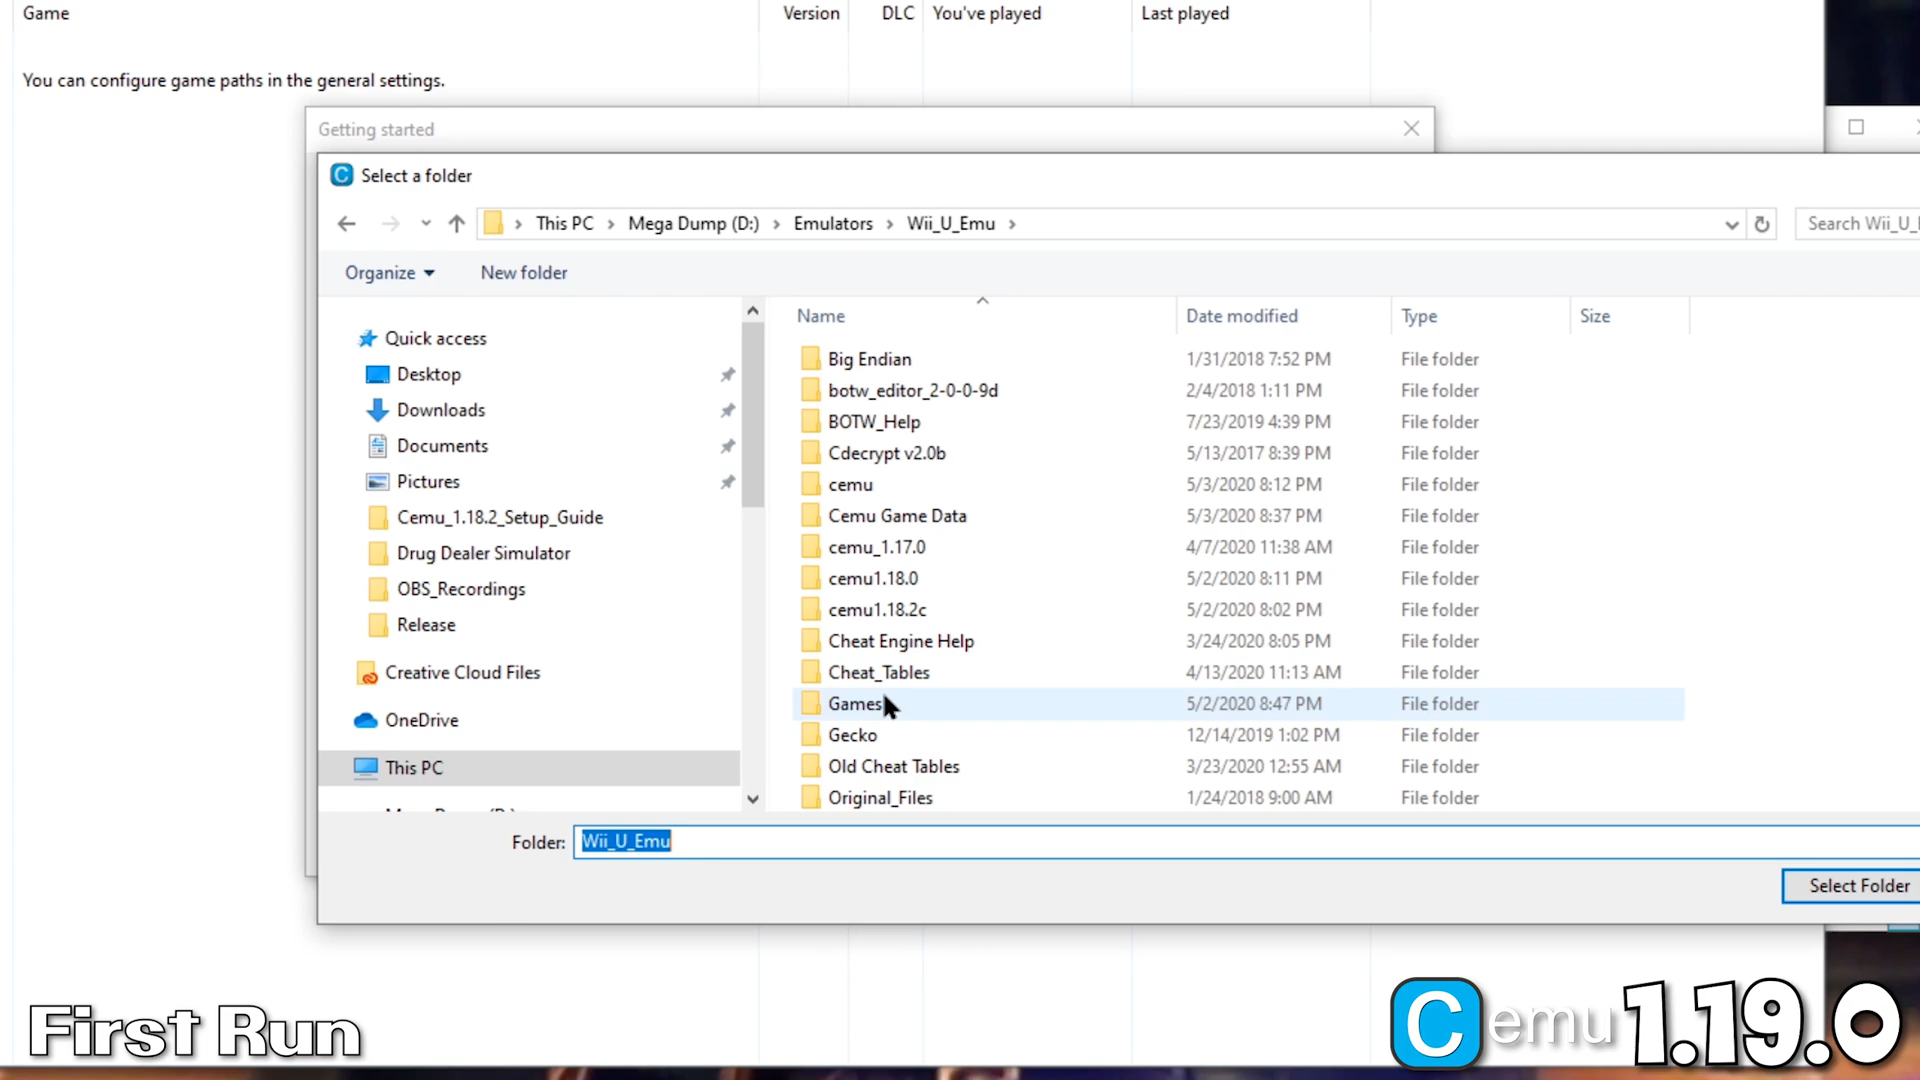 Game Version DLC You've played Last played
You can configure game paths in the general settings.
Getting started
Select a folder
This PC Mega Dump (D:) Emulators Wii_U_Emu
Search Wii_U_
Organize New folder
Quick access
Desktop
Downloads
Documents
Pictures
Cemu_1.18.2_Setup_Guide
Drug Dealer Simulator
OBS_Recordings
Release
Creative Cloud Files
OneDrive
This PC
Name Date modified Type Size
Big Endian 1/31/2018 7:52 PM File folder
botw_editor_2-0-0-9d 2/4/2018 1:11 PM File folder
BOTW_Help 7/23/2019 4:39 PM File folder
Cdecrypt v2.0b 5/13/2017 8:39 PM File folder
cemu 5/3/2020 8:12 PM File folder
Cemu Game Data 5/3/2020 8:37 PM File folder
cemu_1.17.0 4/7/2020 11:38 AM File folder
cemu1.18.0 5/2/2020 8:11 PM File folder
cemu1.18.2c 5/2/2020 8:02 PM File folder
Cheat Engine Help 3/24/2020 8:05 PM File folder
Cheat_Tables 4/13/2020 11:13 AM File folder
Games 5/2/2020 8:47 PM File folder
Gecko 12/14/2019 1:02 PM File folder
Old Cheat Tables 3/23/2020 12:55 AM File folder
Original_Files 1/24/2018 9:00 AM File folder
Folder: Wii_U_Emu
Select Folder
First Run
Cemu 1.19.0